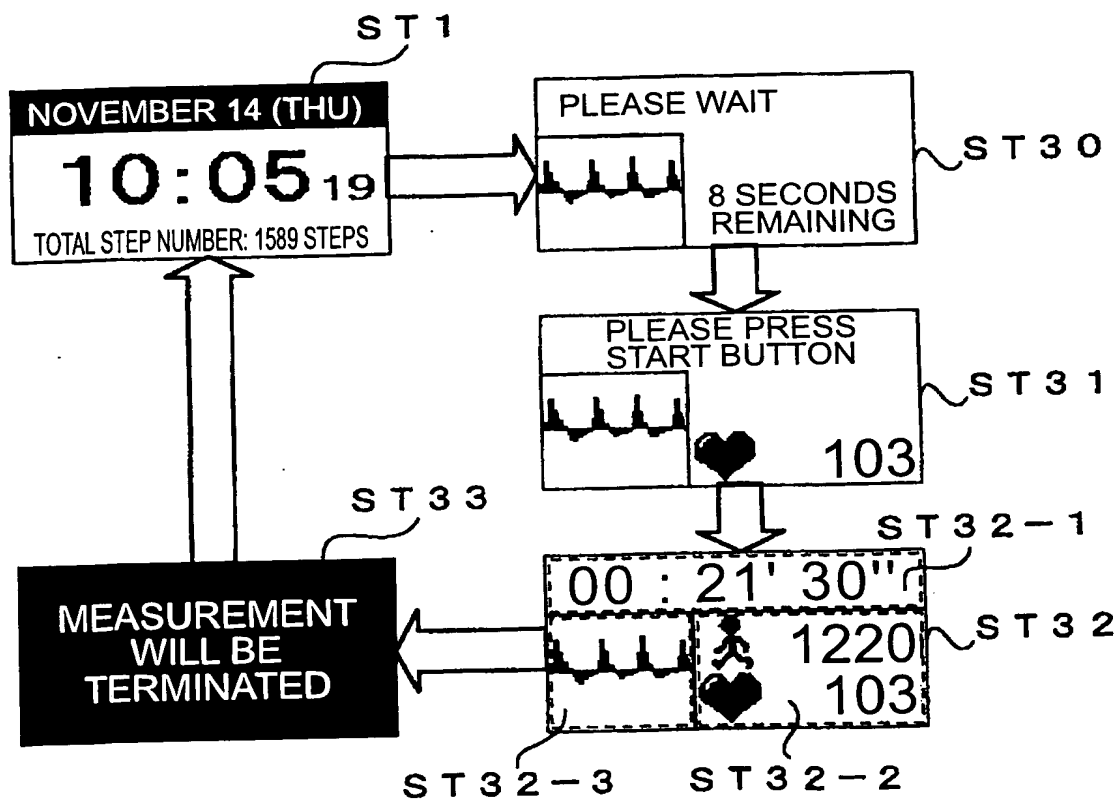 ST1
NOVEMBER 14 (THU)
10:05 19
TOTAL STEP NUMBER: 1589 STEPS
PLEASE WAIT
8 SECONDS
REMAINING
ST30
PLEASE PRESS
START BUTTON
103
ST31
ST33
MEASUREMENT
WILL BE
TERMINATED
ST32-1
00 : 21' 30"
1220
103
ST32
ST32-3
ST32-2